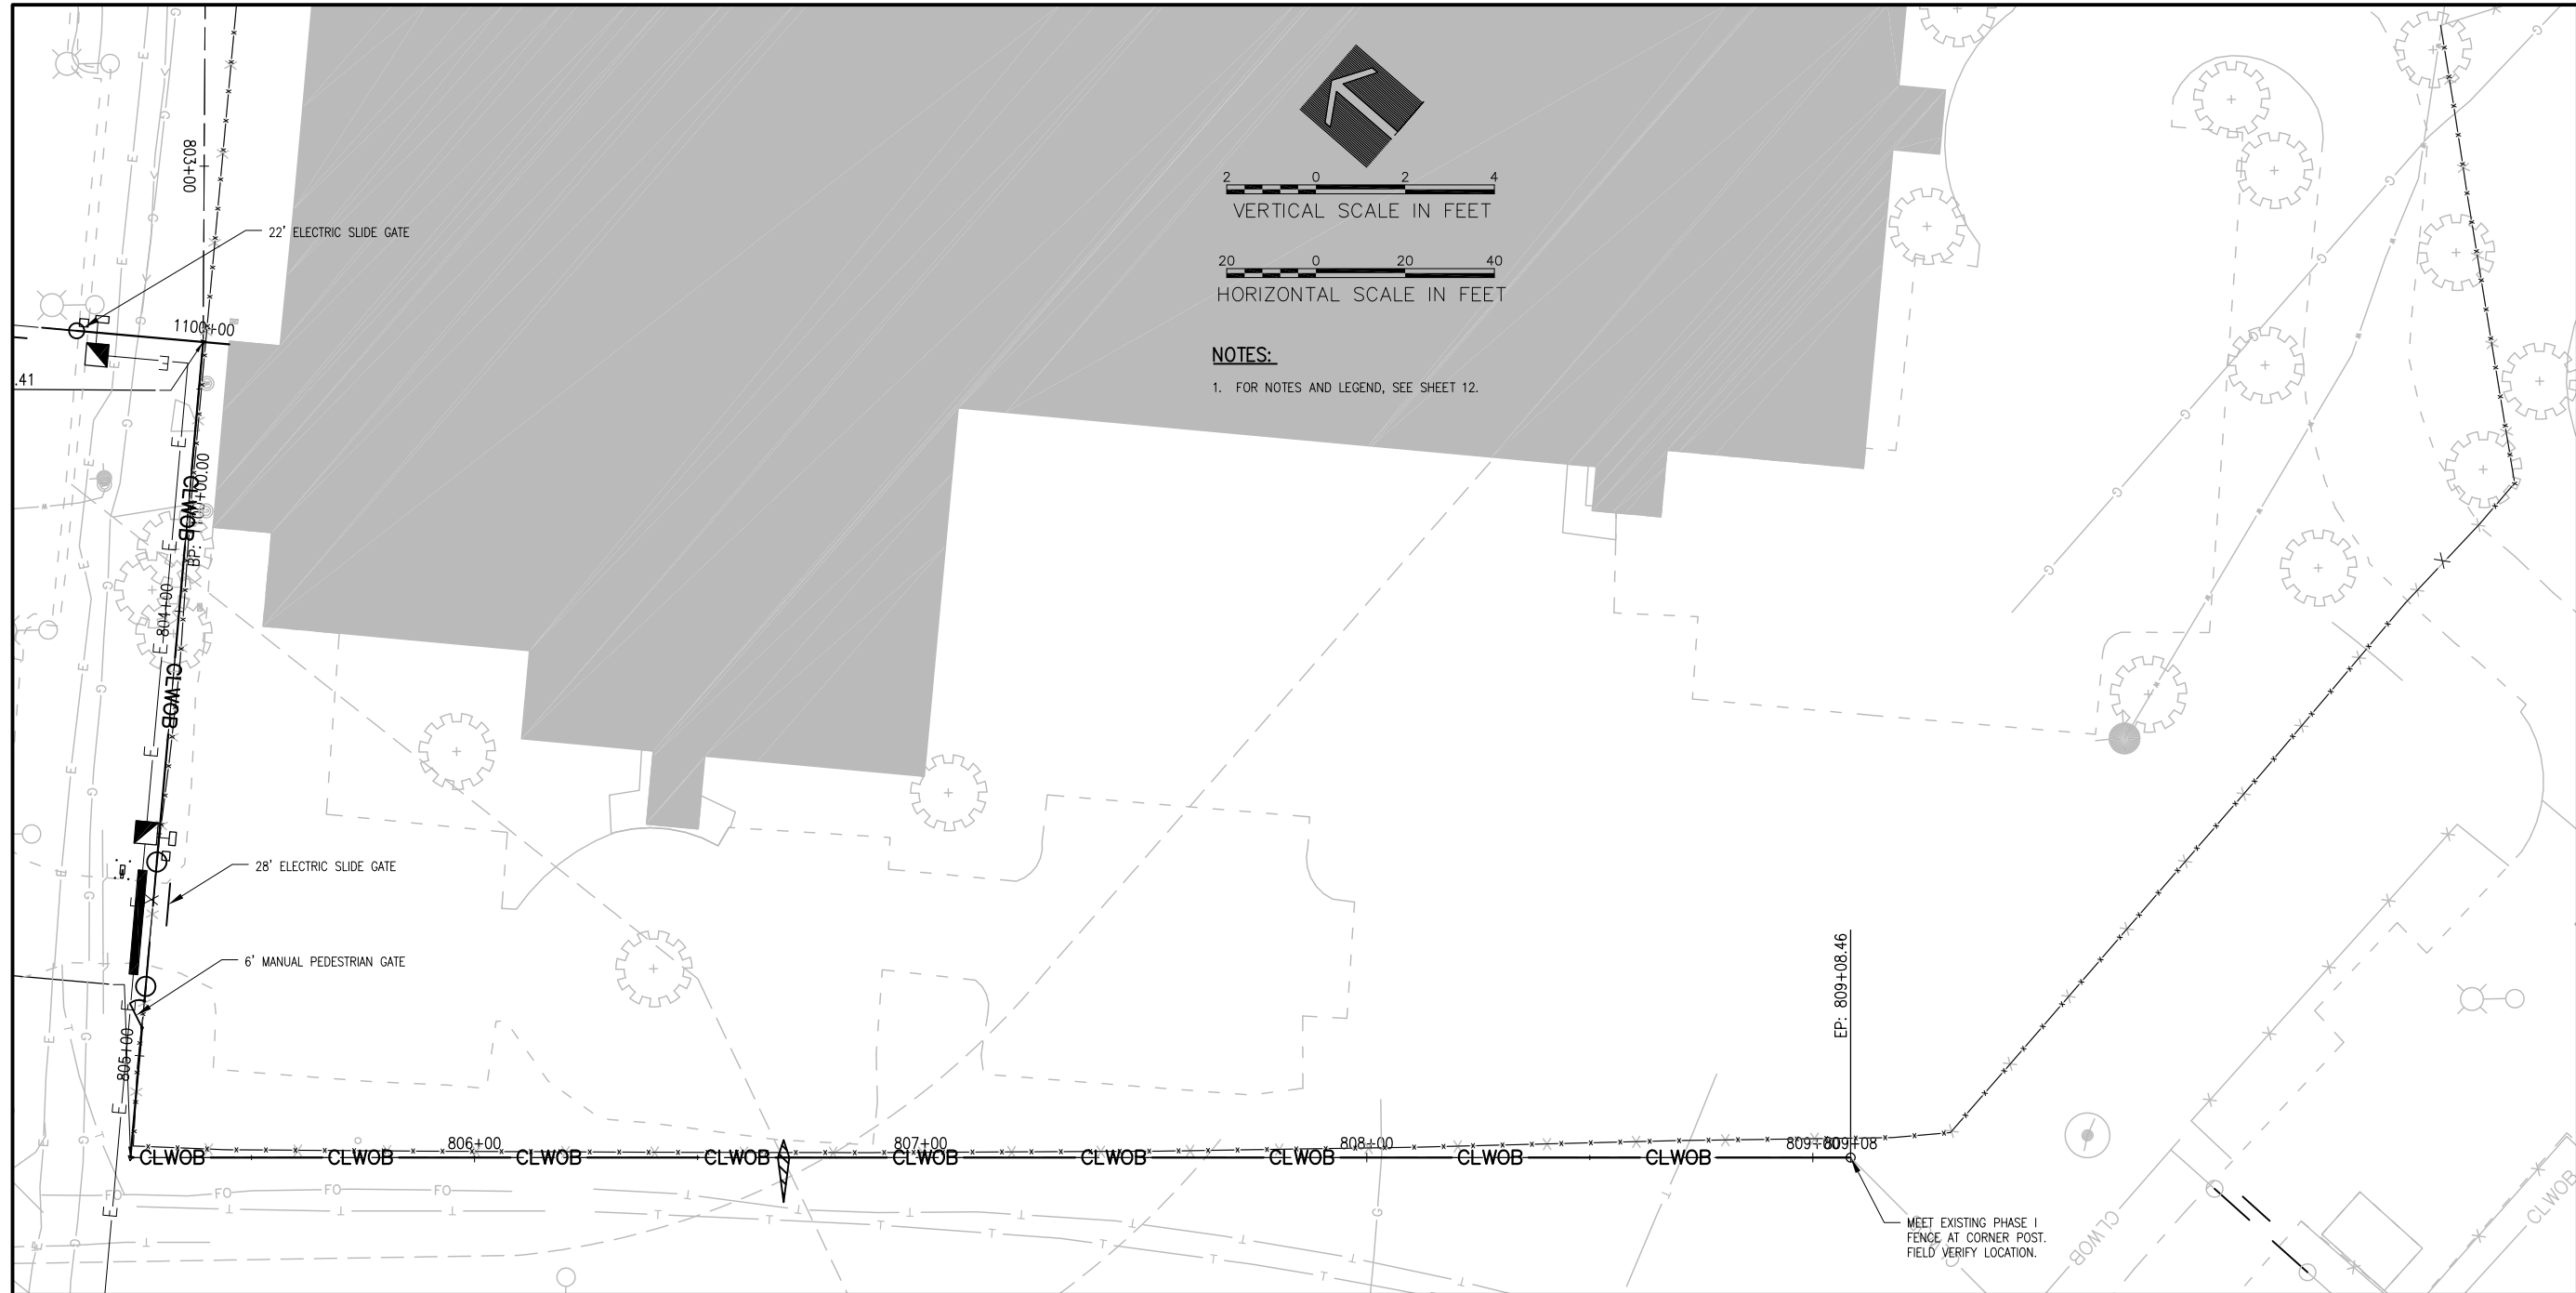 803+00
22' ELECTRIC SLIDE GATE
2 0 2 4
VERTICAL SCALE IN FEET
20 0 20 40
HORIZONTAL SCALE IN FEET
NOTES:
1. FOR NOTES AND LEGEND, SEE SHEET 12.
1100+00
.41
CLWOB
BP: 1100+00.00
804+00
CLWOB
28' ELECTRIC SLIDE GATE
6' MANUAL PEDESTRIAN GATE
805+00
EP: 809+08.46
806+00
807+00
808+00
809+00
809+08
CLWOB CLWOB CLWOB CLWOB CLWOB CLWOB CLWOB CLWOB CLWOB
FO FO FO FO
MEET EXISTING PHASE I
FENCE AT CORNER POST.
FIELD VERIFY LOCATION.
CLWOB
CLWOB